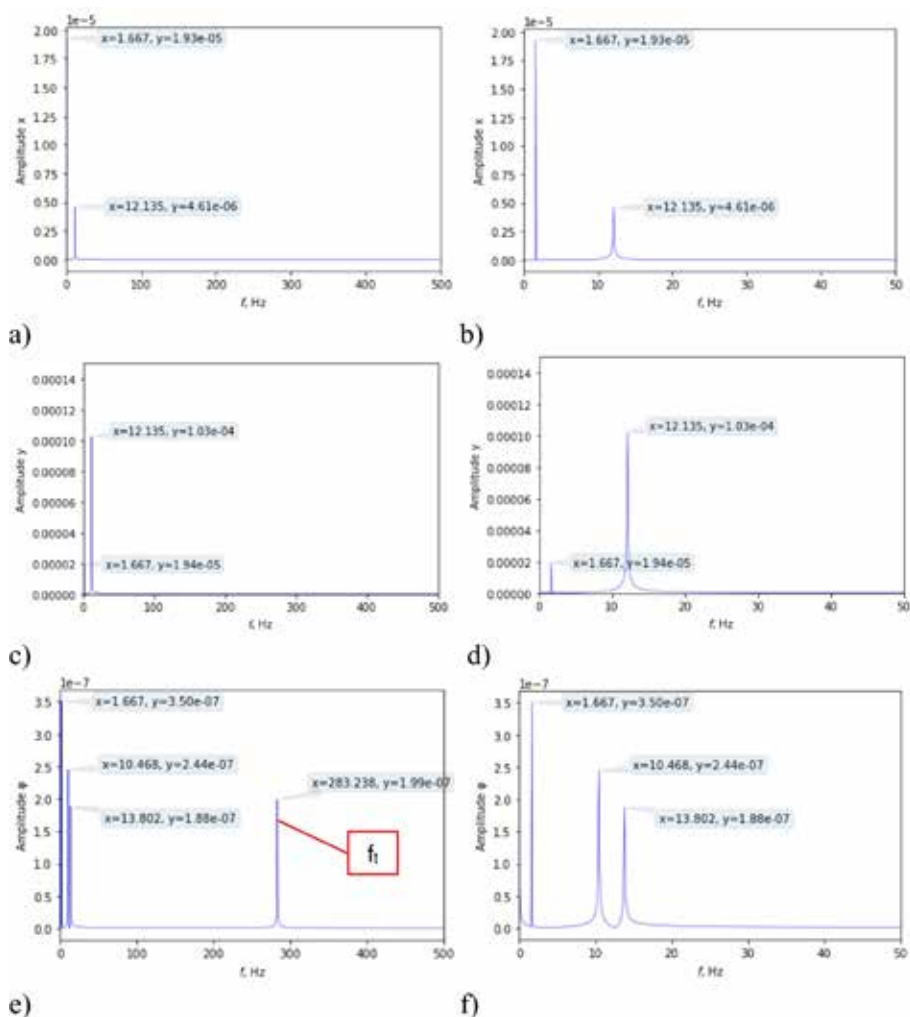 1e-5
2.00
x=1.667, y=1.93e-05
1.75
1.50
1.25
1.00
0.75
0.50
x=12.135, y=4.61e-06
0.25
0.00
Amplitude x
0 100 200 300 400 500
f, Hz
a)
1e-5
2.00
x=1.667, y=1.93e-05
1.75
1.50
1.25
1.00
0.75
0.50
x=12.135, y=4.61e-06
0.25
0.00
Amplitude x
0 10 20 30 40 50
f, Hz
b)
0.00014
0.00012
x=12.135, y=1.03e-04
0.00010
0.00008
0.00006
0.00004
0.00002
x=1.667, y=1.94e-05
0.00000
Amplitude y
0 100 200 300 400 500
f, Hz
c)
0.00014
0.00012
x=12.135, y=1.03e-04
0.00010
0.00008
0.00006
0.00004
0.00002
x=1.667, y=1.94e-05
0.00000
Amplitude y
0 10 20 30 40 50
f, Hz
d)
1e-7
3.5
x=1.667, y=3.50e-07
3.0
2.5
x=10.468, y=2.44e-07
x=283.238, y=1.99e-07
2.0
x=13.802, y=1.88e-07
1.5
f₁
1.0
0.5
0.0
Amplitude φ
0 100 200 300 400 500
f, Hz
e)
1e-7
3.5
x=1.667, y=3.50e-07
3.0
2.5
x=10.468, y=2.44e-07
2.0
x=13.802, y=1.88e-07
1.5
1.0
0.5
0.0
Amplitude φ
0 10 20 30 40 50
f, Hz
f)